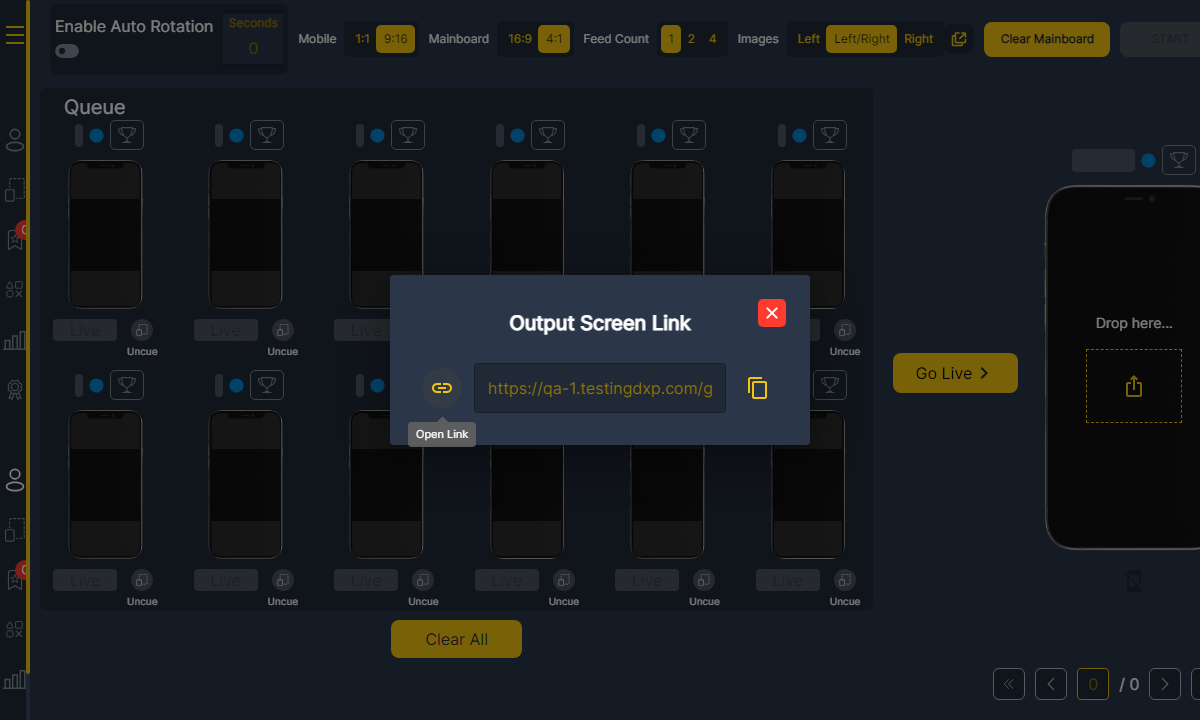 Enable Auto Rotation
Seconds
0
Mobile 1:1 9:16 Mainboard 16:9 4:1 Feed Count 1 2 4 Images Left Left/Right Right Clear Mainboard START
Queue
Live Live Live
Uncue Uncue Uncue
Output Screen Link
https://qa-1.testingdxp.com/g
Open Link
Drop here...
Go Live
Live Live Live Live Live Live
Uncue Uncue Uncue Uncue Uncue Uncue
Clear All
0 / 0